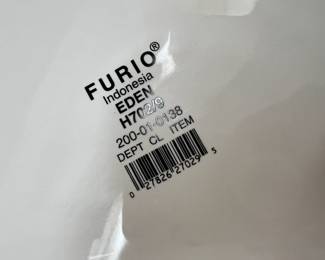 FURIO®
Indonesia
EDEN
H702/9
200-01-0138
DEPT CL ITEM
0 27826 27029 5